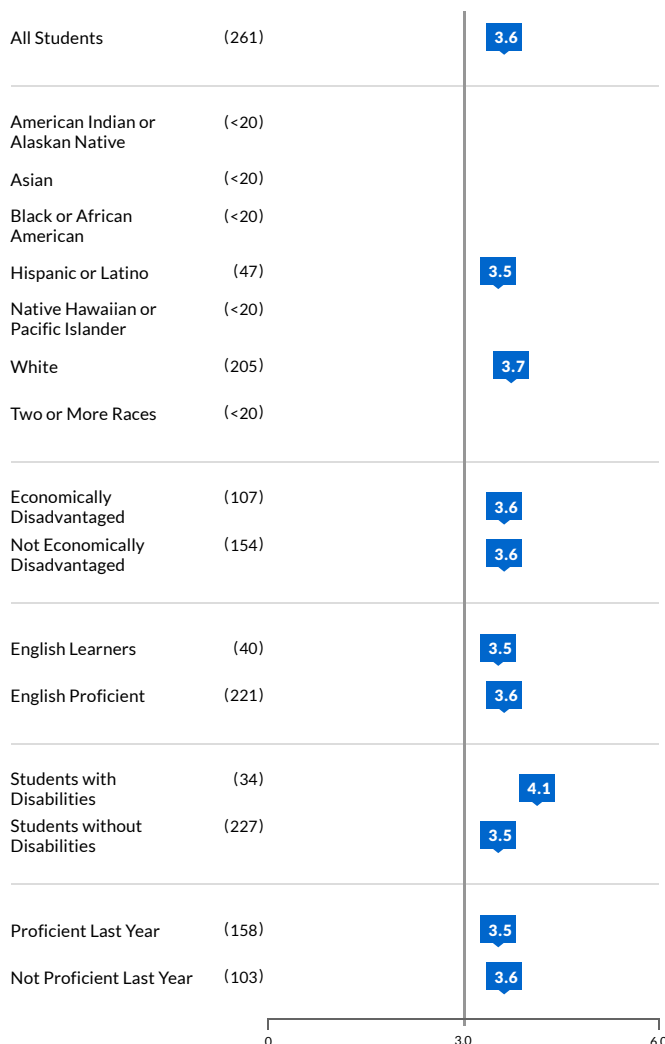 All Students (261) 3.6
American Indian or (<20)
Alaskan Native
Asian (<20)
Black or African (<20)
American
Hispanic or Latino (47) 3.5
Native Hawaiian or (<20)
Pacific Islander
White (205) 3.7
Two or More Races (<20)
Economically (107) 3.6
Disadvantaged
Not Economically (154) 3.6
Disadvantaged
English Learners (40) 3.5
English Proficient (221) 3.6
Students with (34) 4.1
Disabilities
Students without (227) 3.5
Disabilities
Proficient Last Year (158) 3.5
Not Proficient Last Year (103) 3.6
0 3.0 6.0